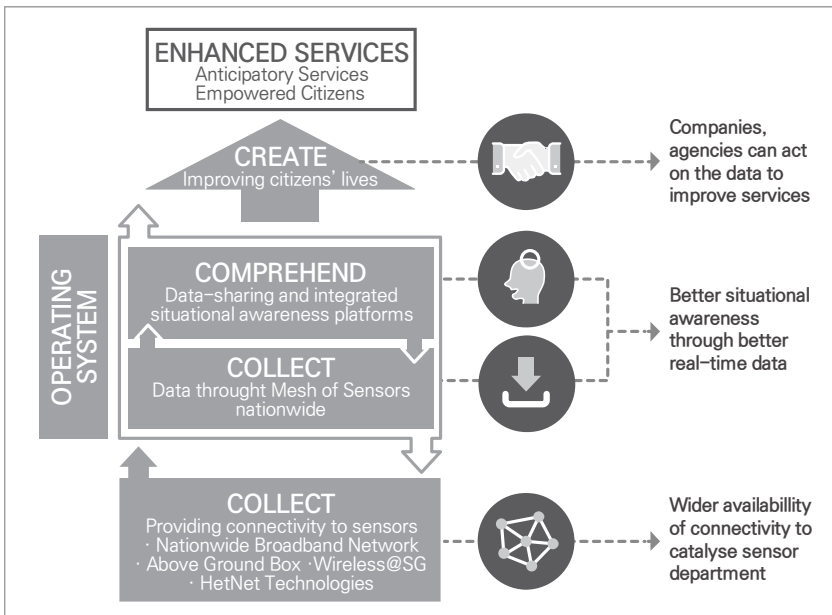 ENHANCED SERVICES
Anticipatory Services
Empowered Citizens
CREATE
Improving citizens' lives
Companies,
agencies can act
on the data to
improve services
OPERATING
SYSTEM
COMPREHEND
Data-sharing and integrated
situational awareness platforms
COLLECT
Data throught Mesh of Sensors
nationwide
Better situational
awareness
through better
real-time data
COLLECT
Providing connectivity to sensors
· Nationwide Broadband Network
· Above Ground Box ·Wireless@SG
· HetNet Technologies
Wider availabillity
of connectivity to
catalyse sensor
department